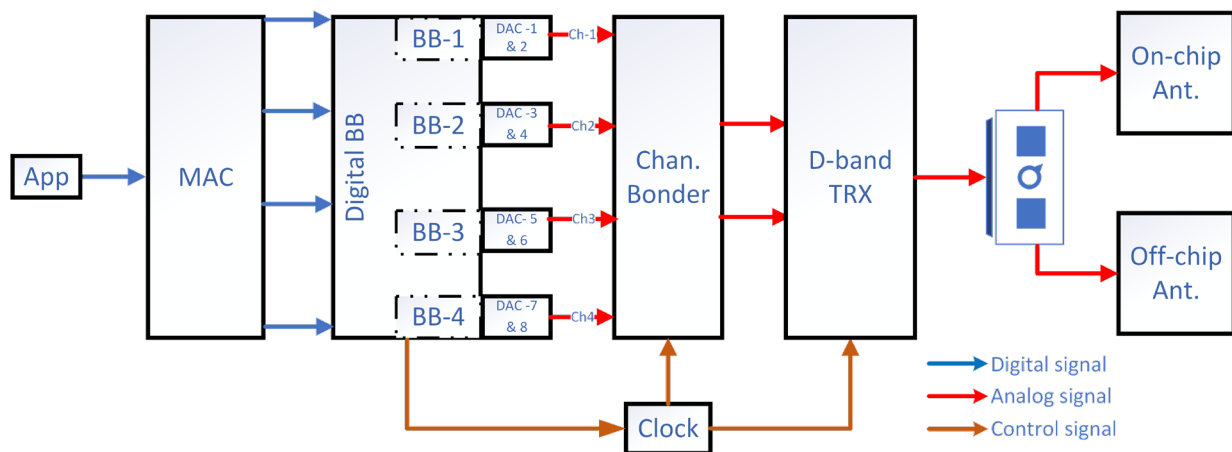 App
MAC
Digital BB
BB-1
DAC -1
& 2
Ch-1
BB-2
DAC -3
& 4
Ch2
BB-3
DAC- 5
& 6
Ch3
BB-4
DAC -7
& 8
Ch4
Chan.
Bonder
D-band
TRX
On-chip
Ant.
Off-chip
Ant.
Clock
Digital signal
Analog signal
Control signal